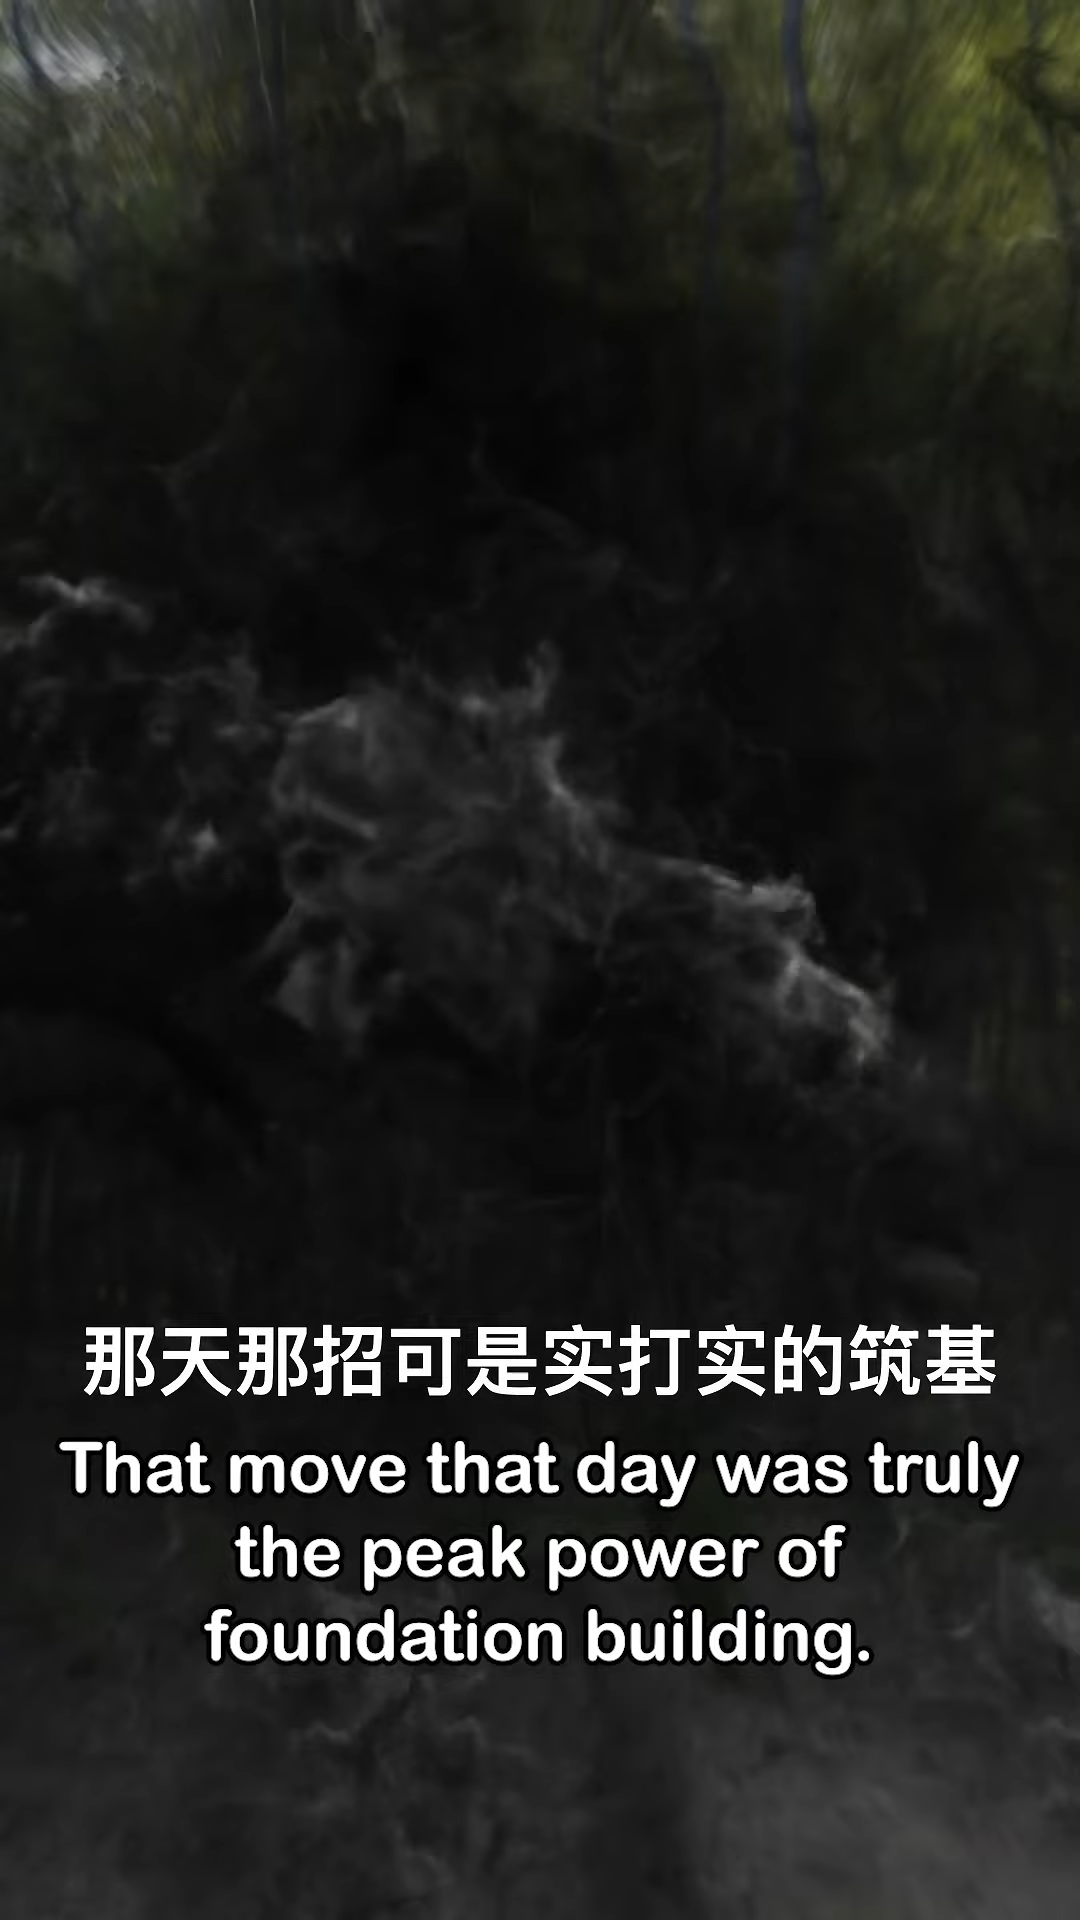 那天那招可是实打实的筑基
That move that day was truly
the peak power of
foundation building.